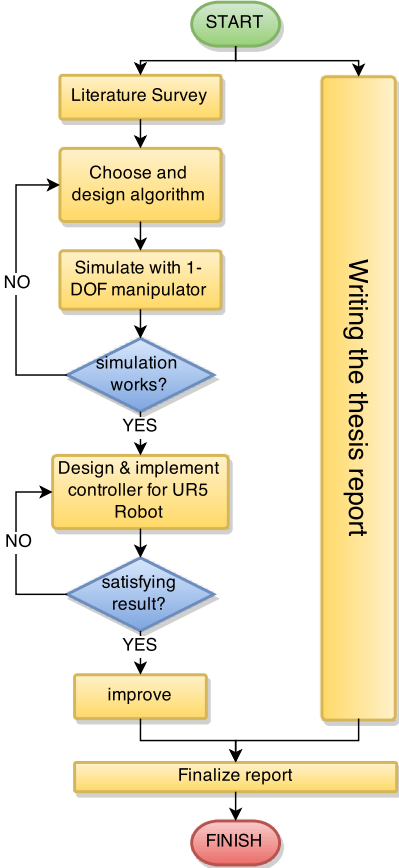 START
Literature Survey
Choose and
design algorithm
Simulate with 1-
DOF manipulator
NO
simulation
works?
YES
Design & implement
controller for UR5
Robot
NO
satisfying
result?
YES
improve
Writing the thesis report
Finalize report
FINISH